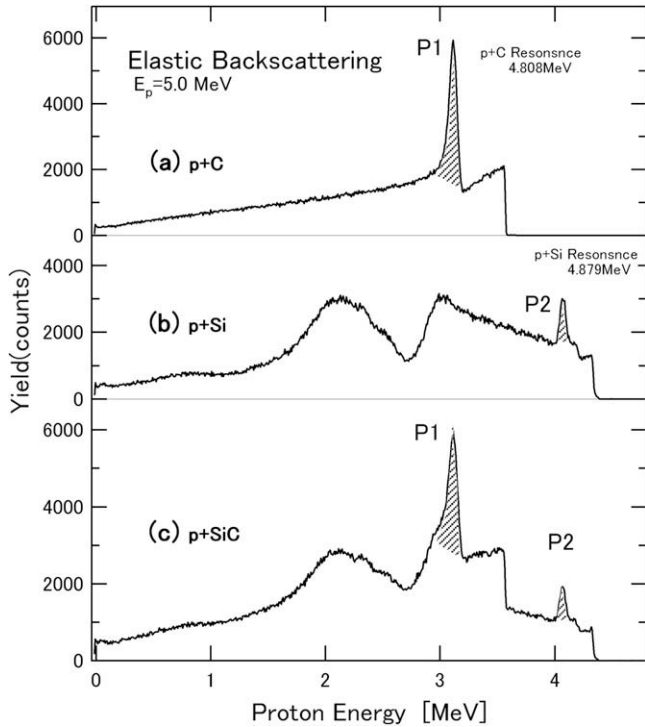 6000
4000
2000
0
Elastic Backscattering
Eₚ=5.0 MeV
P1
p+C Resonsnce
4.808MeV
(a) p+C
4000
2000
0
p+Si Resonsnce
4.879MeV
P2
(b) p+Si
6000
4000
2000
0
P1
P2
(c) p+SiC
Yield(counts)
0 1 2 3 4
Proton Energy [MeV]